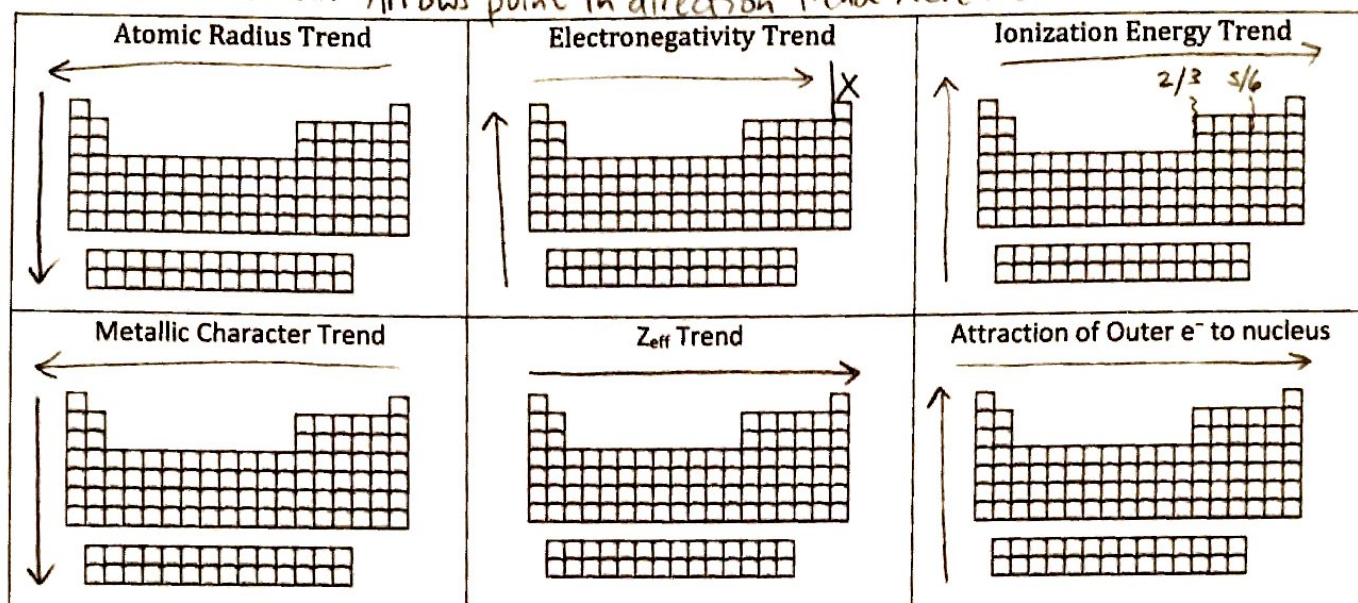 Arrows point in direction trend
Atomic Radius Trend
Electronegativity Trend
X
Ionization Energy Trend
2/3 5/6
Metallic Character Trend
Zeff Trend
Attraction of Outer e⁻ to nucleus